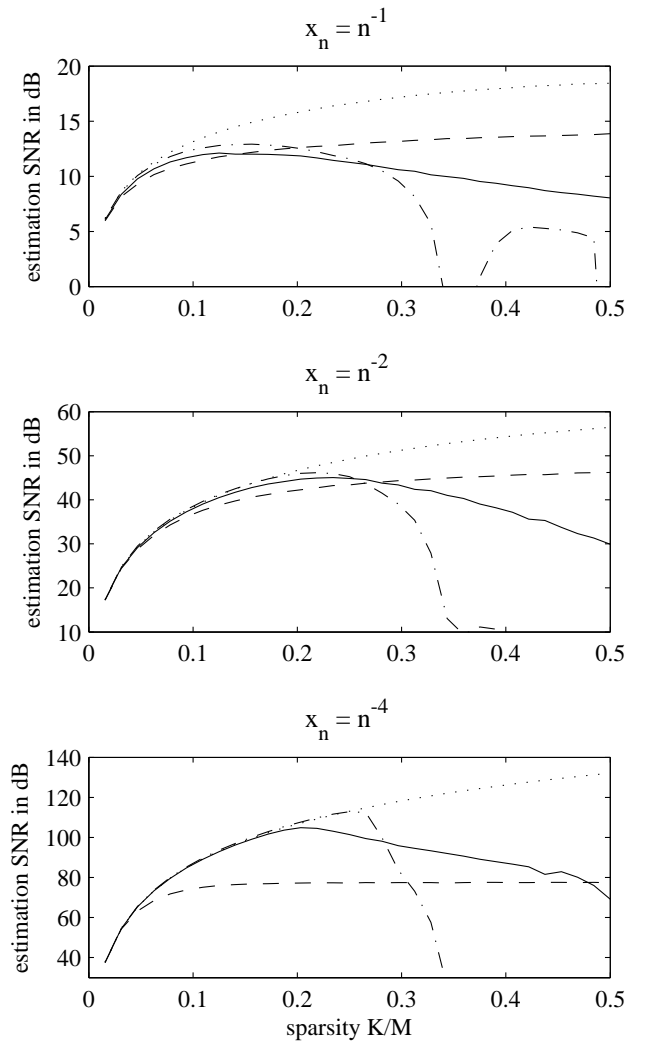 x_n = n^-1
estimation SNR in dB
20
15
10
5
0
0 0.1 0.2 0.3 0.4 0.5
x_n = n^-2
estimation SNR in dB
60
50
40
30
20
10
0 0.1 0.2 0.3 0.4 0.5
x_n = n^-4
estimation SNR in dB
140
120
100
80
60
40
0 0.1 0.2 0.3 0.4 0.5
sparsity K/M